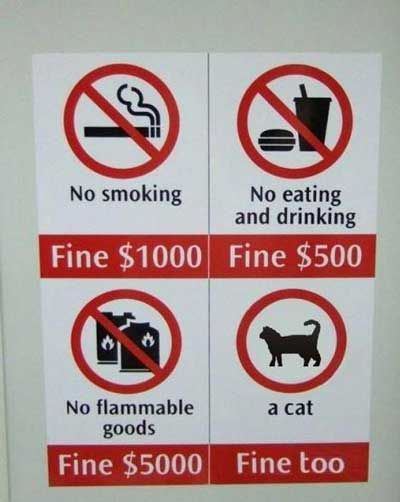 No smoking
Fine $1000
No eating
and drinking
Fine $500
No flammable
goods
Fine $5000
a cat
Fine too